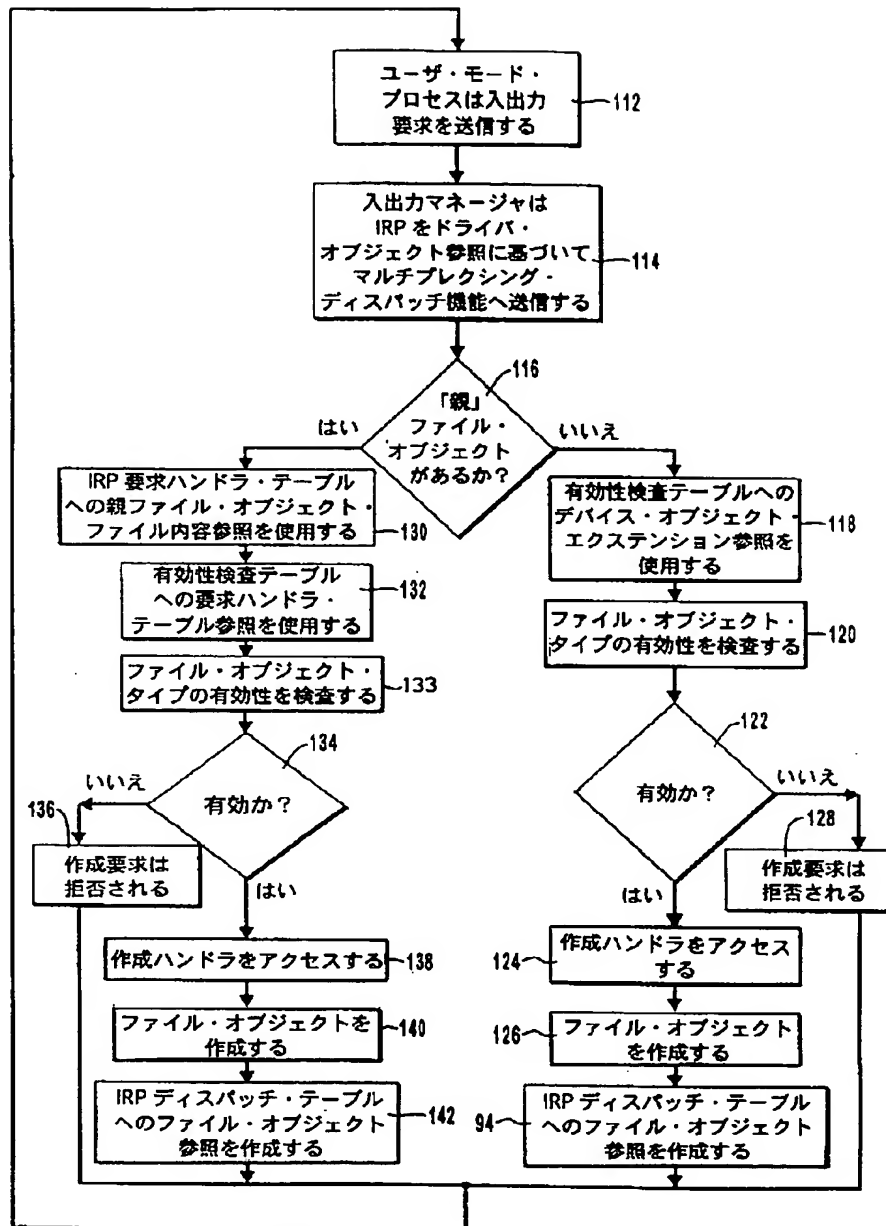 ユーザ・モード・
プロセスは入出力
要求を送信する
112
入出力マネージャは
IRPをドライバ・
オブジェクト参照に基づいて
マルチプレクシング・
ディスパッチ機能へ送信する
114
116
「親」
ファイル・
オブジェクト
があるか？
はい
いいえ
IRP要求ハンドラ・テーブル
への親ファイル・オブジェクト・
ファイル内容参照を使用する
130
有効性検査テーブル
への要求ハンドラ・
テーブル参照を使用する
132
ファイル・オブジェクト・
タイプの有効性を検査する
133
134
有効か？
いいえ
136
作成要求は
拒否される
はい
作成ハンドラをアクセスする
138
ファイル・オブジェクトを
作成する
140
IRPディスパッチ・テーブル
へのファイル・オブジェクト
参照を作成する
142
有効性検査テーブルへの
デバイス・オブジェクト・
エクステンション参照を
使用する
118
ファイル・オブジェクト・
タイプの有効性を検査する
120
122
有効か？
いいえ
128
作成要求は
拒否される
はい
作成ハンドラをアクセス
する
124
ファイル・オブジェクト
を作成する
126
IRPディスパッチ・テーブル
へのファイル・オブジェクト
参照を作成する
94